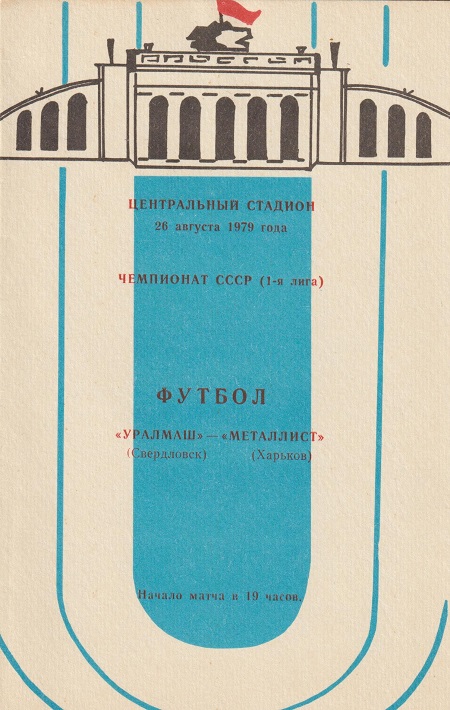 ЦЕНТРАЛЬНЫЙ СТАДИОН
26 августа 1979 года
ЧЕМПИОНАТ СССР (1-я лига)
ФУТБОЛ
«УРАЛМАШ» — «МЕТАЛЛИСТ»
(Свердловск) (Харьков)
Начало матча в 19 часов.